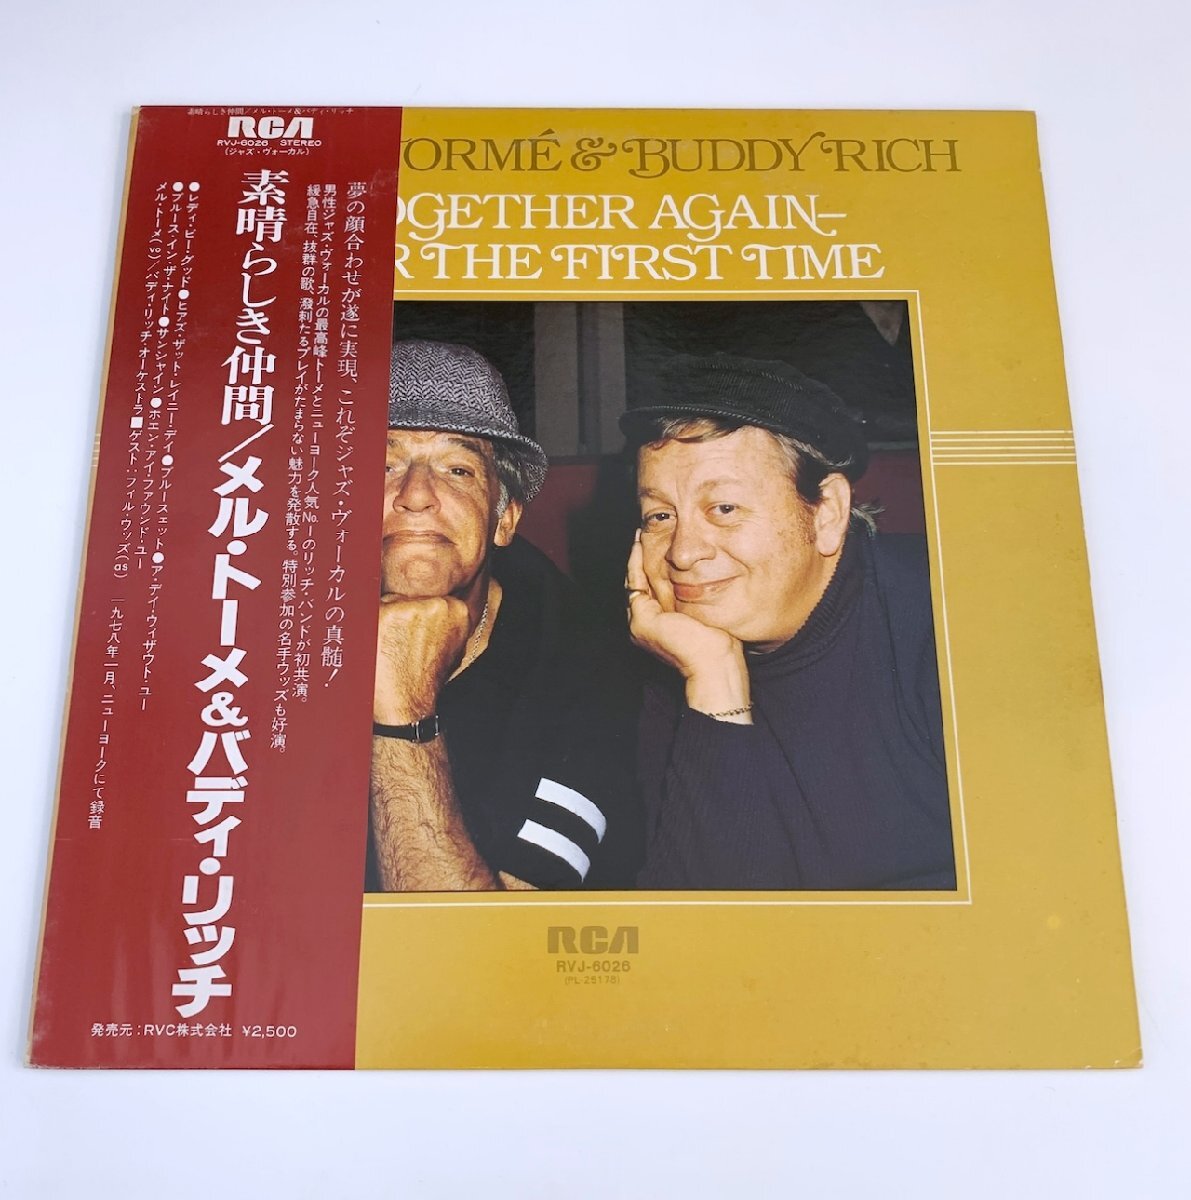 素晴らしき仲間/メル・トーメ&バディ・リッチ
RCA
RVJ-6026 STEREO
(ジャズ・ヴォーカル)
夢の顔合わせが遂に実現、これぞジャズ・ヴォーカルの真髄!
男性ジャズ・ヴォーカルの最高峰トーメとニューヨーク人気No.1のリッチ・バンドが初共演。
緩急自在、抜群の歌、溌剌たるプレイがたまらない魅力を発散する。特別参加の名手ウッズも好演。
素晴らしき仲間/メル・トーメ&バディ・リッチ
●レディ・ビー・グッド●ヒアズ・ザット・レイニー・デイ●ブルースェット●ア・デイ・ウィザウト・ユー
●ブルース・イン・ザ・ナイト●サンシャイン●ホエン・アイ・ファウンド・ユー
メル・トーメ(vo)/バディ・リッチ・オーケストラ■ゲスト:フィル・ウッズ(as)
一九七八年一月、ニューヨークにて録音
発売元:RVC株式会社 ¥2,500
TORMÉ & BUDDY RICH
OGETHER AGAIN–
R THE FIRST TIME
RCA
RVJ-6026
(PL-25178)